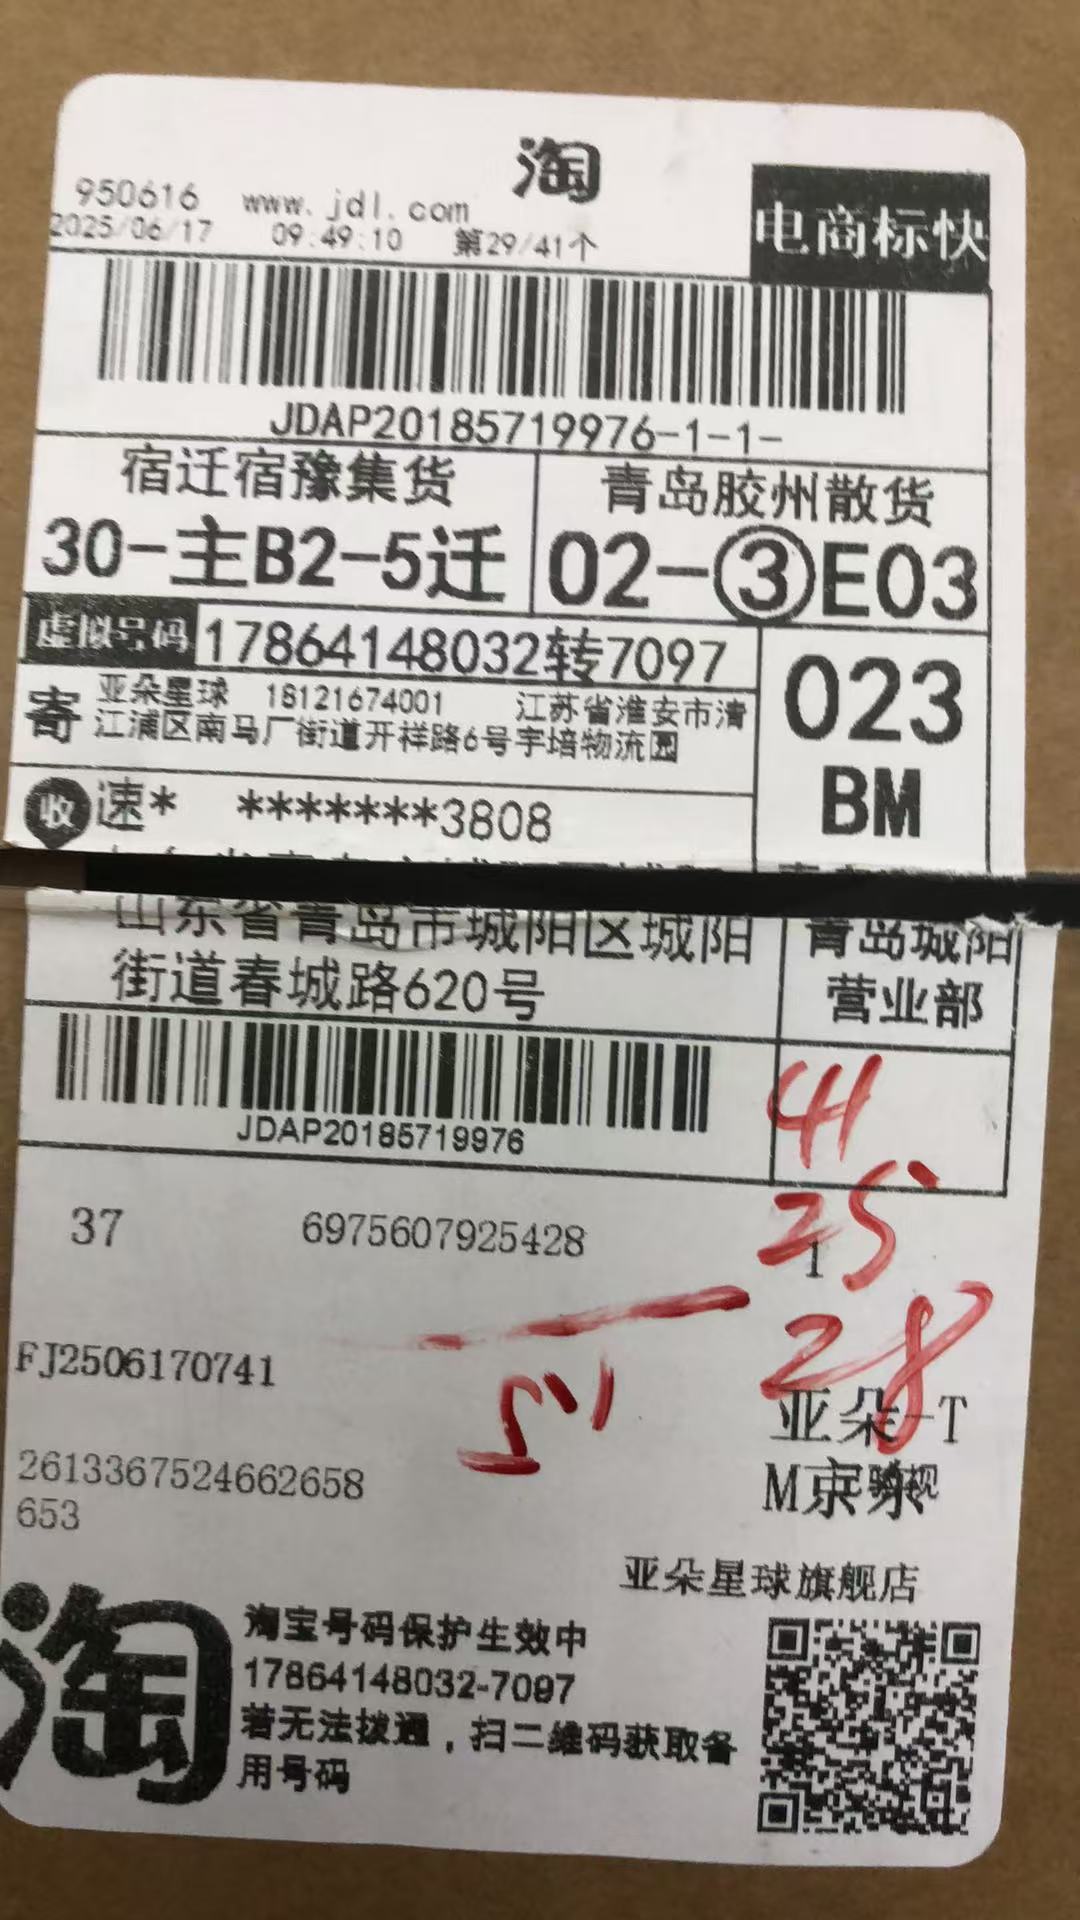 淘
950616 www.jdl.com
电商标快
2025/06/17 09:49:10 第29/41个
JDAP20185719976-1-1-
宿迁宿豫集货
青岛胶州散货
30-主B2-5迁
02-③E03
虚拟号码 17864148032转7097
023
BM
寄 亚朵星球 18121674001 江苏省淮安市清
江浦区南马厂街道开祥路6号宇培物流园
收 速* *******3808
山东省青岛市城阳区城阳
街道春城路620号
青岛城阳
营业部
JDAP20185719976
41
25
28
51
37 6975607925428 1
FJ2506170741
亚朵-T
2613367524662658
653
亚朵星球旗舰店
淘
淘宝号码保护生效中
17864148032-7097
若无法拨通，扫二维码获取备
用号码